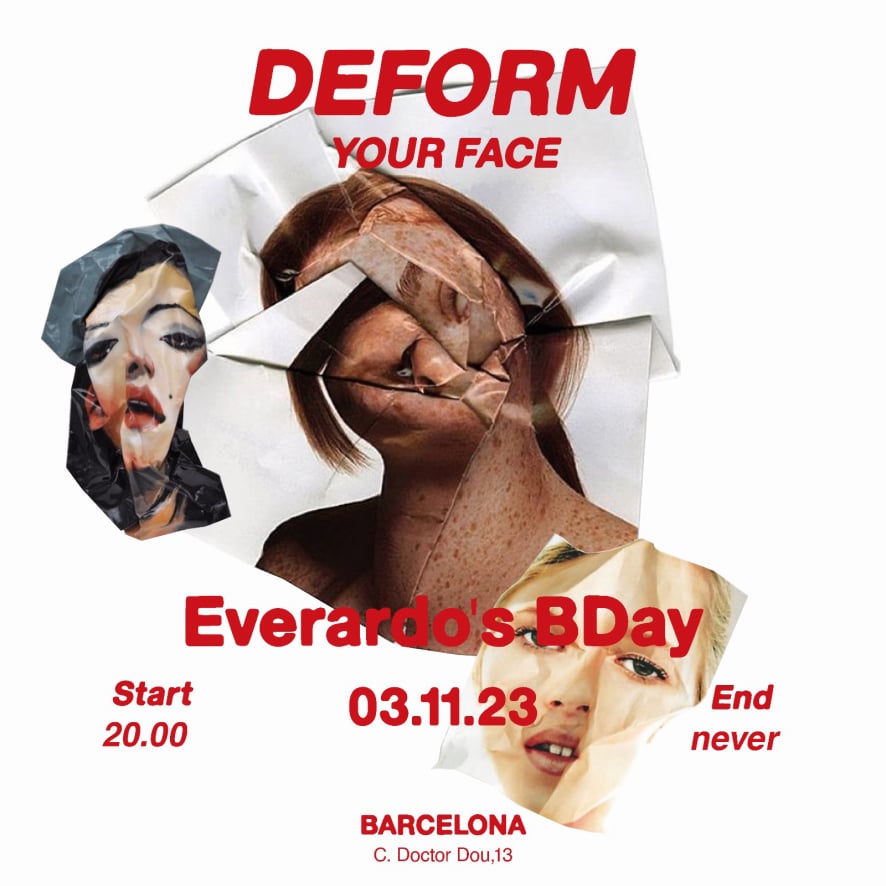 DEFORM
YOUR FACE
Everardo's BDay
Start
20.00
03.11.23
End
never
BARCELONA
C. Doctor Dou,13